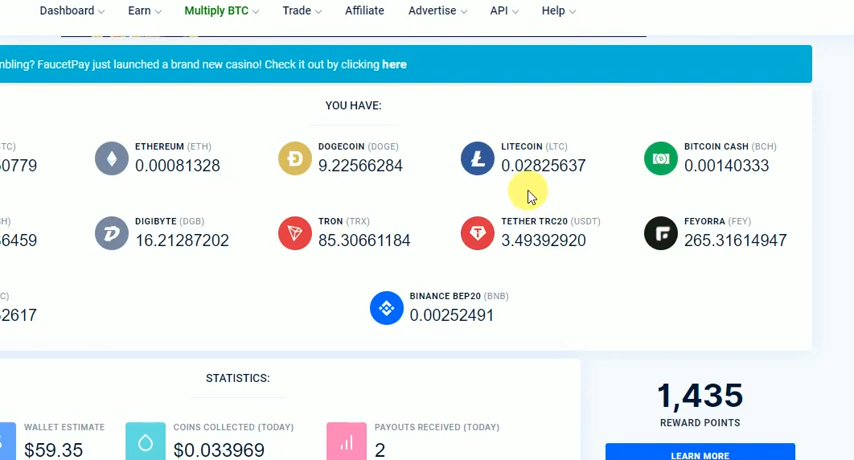 Dashboard Earn Multiply BTC Trade Affiliate Advertise API Help
FaucetPay just launched a brand new casino! Check it out by clicking here
YOU HAVE:
ETHEREUM (ETH) DOGECOIN (DOGE) LITECOIN (LTC) BITCOIN CASH (BCH)
0.00081328 9.22566284 0.02825637 0.00140333
DIGIBYTE (DGB) TRON (TRX) TETHER TRC20 (USDT) FEYORRA (FEY)
16.21287202 85.30661184 3.49392920 265.31614947
BINANCE BEP20 (BNB)
0.00252491
STATISTICS:
1,435
REWARD POINTS
WALLET ESTIMATE COINS COLLECTED (TODAY) PAYOUTS RECEIVED (TODAY)
$59.35 $0.033969 2
LEARN MORE